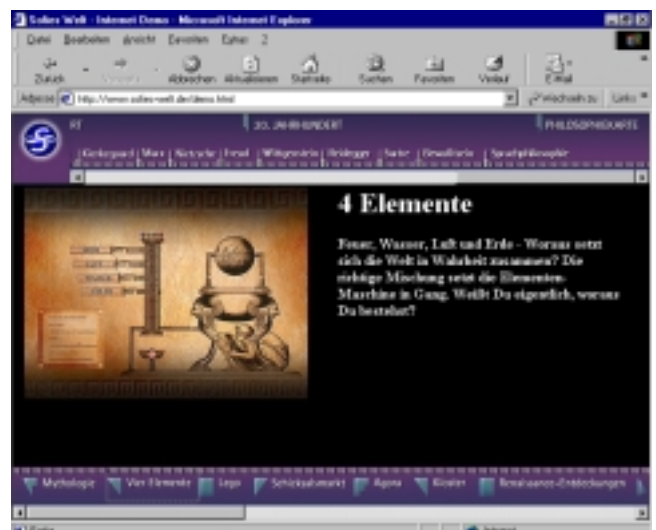 Sofies Welt - Internet Demo - Microsoft Internet Explorer
Datei Bearbeiten Ansicht Favoriten Extras ?
Zurück Vorwärts Abbrechen Aktualisieren Startseite Suchen Favoriten Verlauf E-Mail
Adresse Wechseln zu Links
20. JAHRHUNDERT PHILOSOPHIEKARTE
Kierkegaard | Marx | Nietzsche | Freud | Wittgenstein | Heidegger | Sartre | Sprachphilosophie
4 Elemente
Feuer, Wasser, Luft und Erde - Woraus setzt
sich die Welt in Wahrheit zusammen? Die
richtige Mischung setzt die Elementen-
Maschine in Gang. Weißt Du eigentlich, woraus
Du bestehst?
Mythologie Vier Elemente Lego Schicksalsmarkt Agora Kloster Renaissance-Entdeckungen
Internet